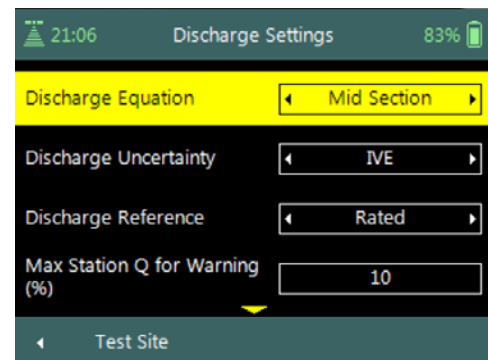 21:06 Discharge Settings 83%
Discharge Equation Mid Section
Discharge Uncertainty IVE
Discharge Reference Rated
Max Station Q for Warning
(%) 10
Test Site